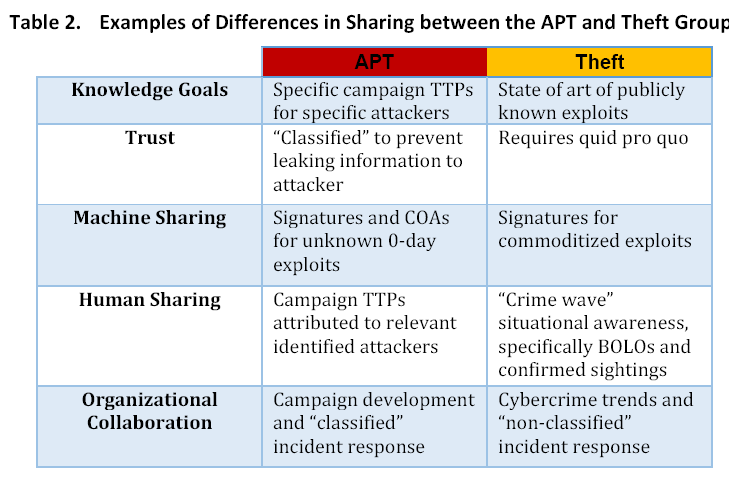 Table 2. Examples of Differences in Sharing between the APT and Theft Group
APT Theft
Knowledge Goals Specific campaign TTPs State of art of publicly
for specific attackers known exploits
Trust “Classified” to prevent Requires quid pro quo
leaking information to
attacker
Machine Sharing Signatures and COAs Signatures for
for unknown 0-day commoditized exploits
exploits
Human Sharing Campaign TTPs “Crime wave”
attributed to relevant situational awareness,
identified attackers specifically BOLOs and
confirmed sightings
Organizational Campaign development Cybercrime trends and
Collaboration and “classified” “non-classified”
incident response incident response